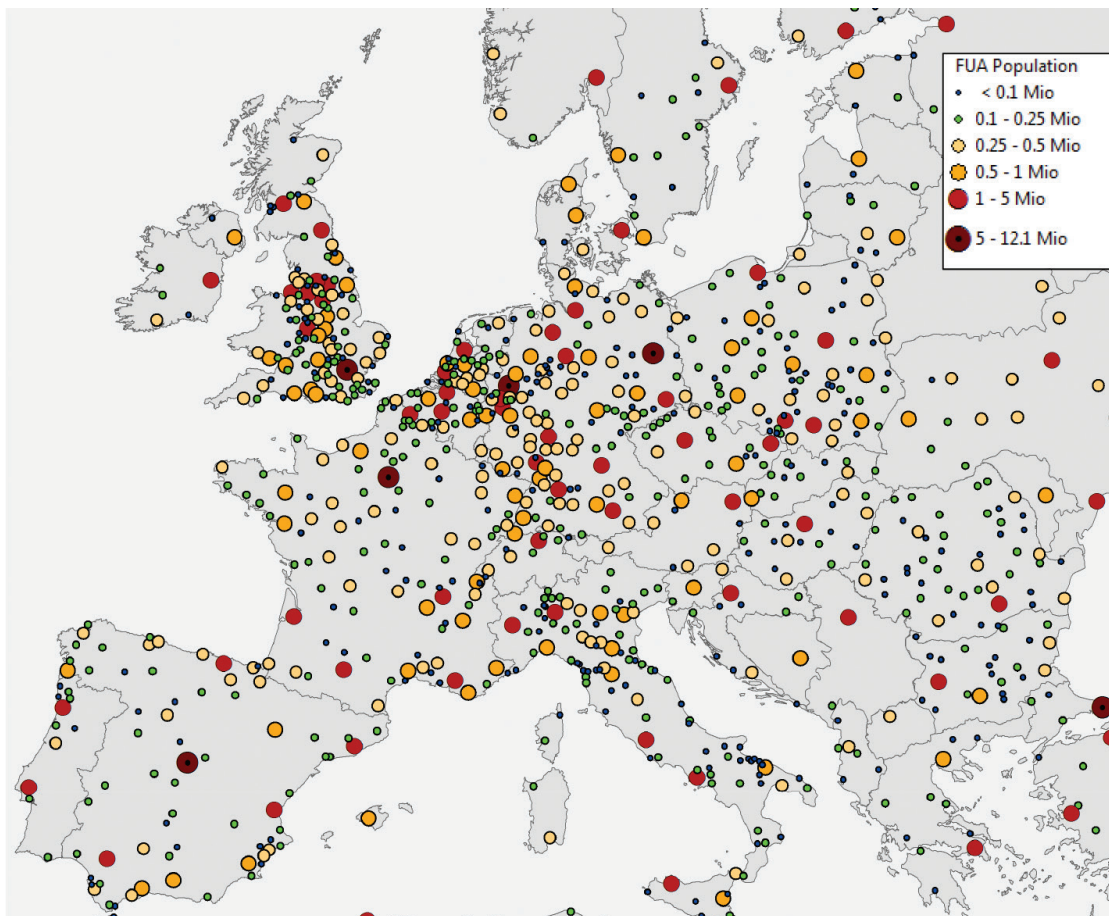 FUA Population
< 0.1 Mio
0.1 - 0.25 Mio
0.25 - 0.5 Mio
0.5 - 1 Mio
1 - 5 Mio
5 - 12.1 Mio